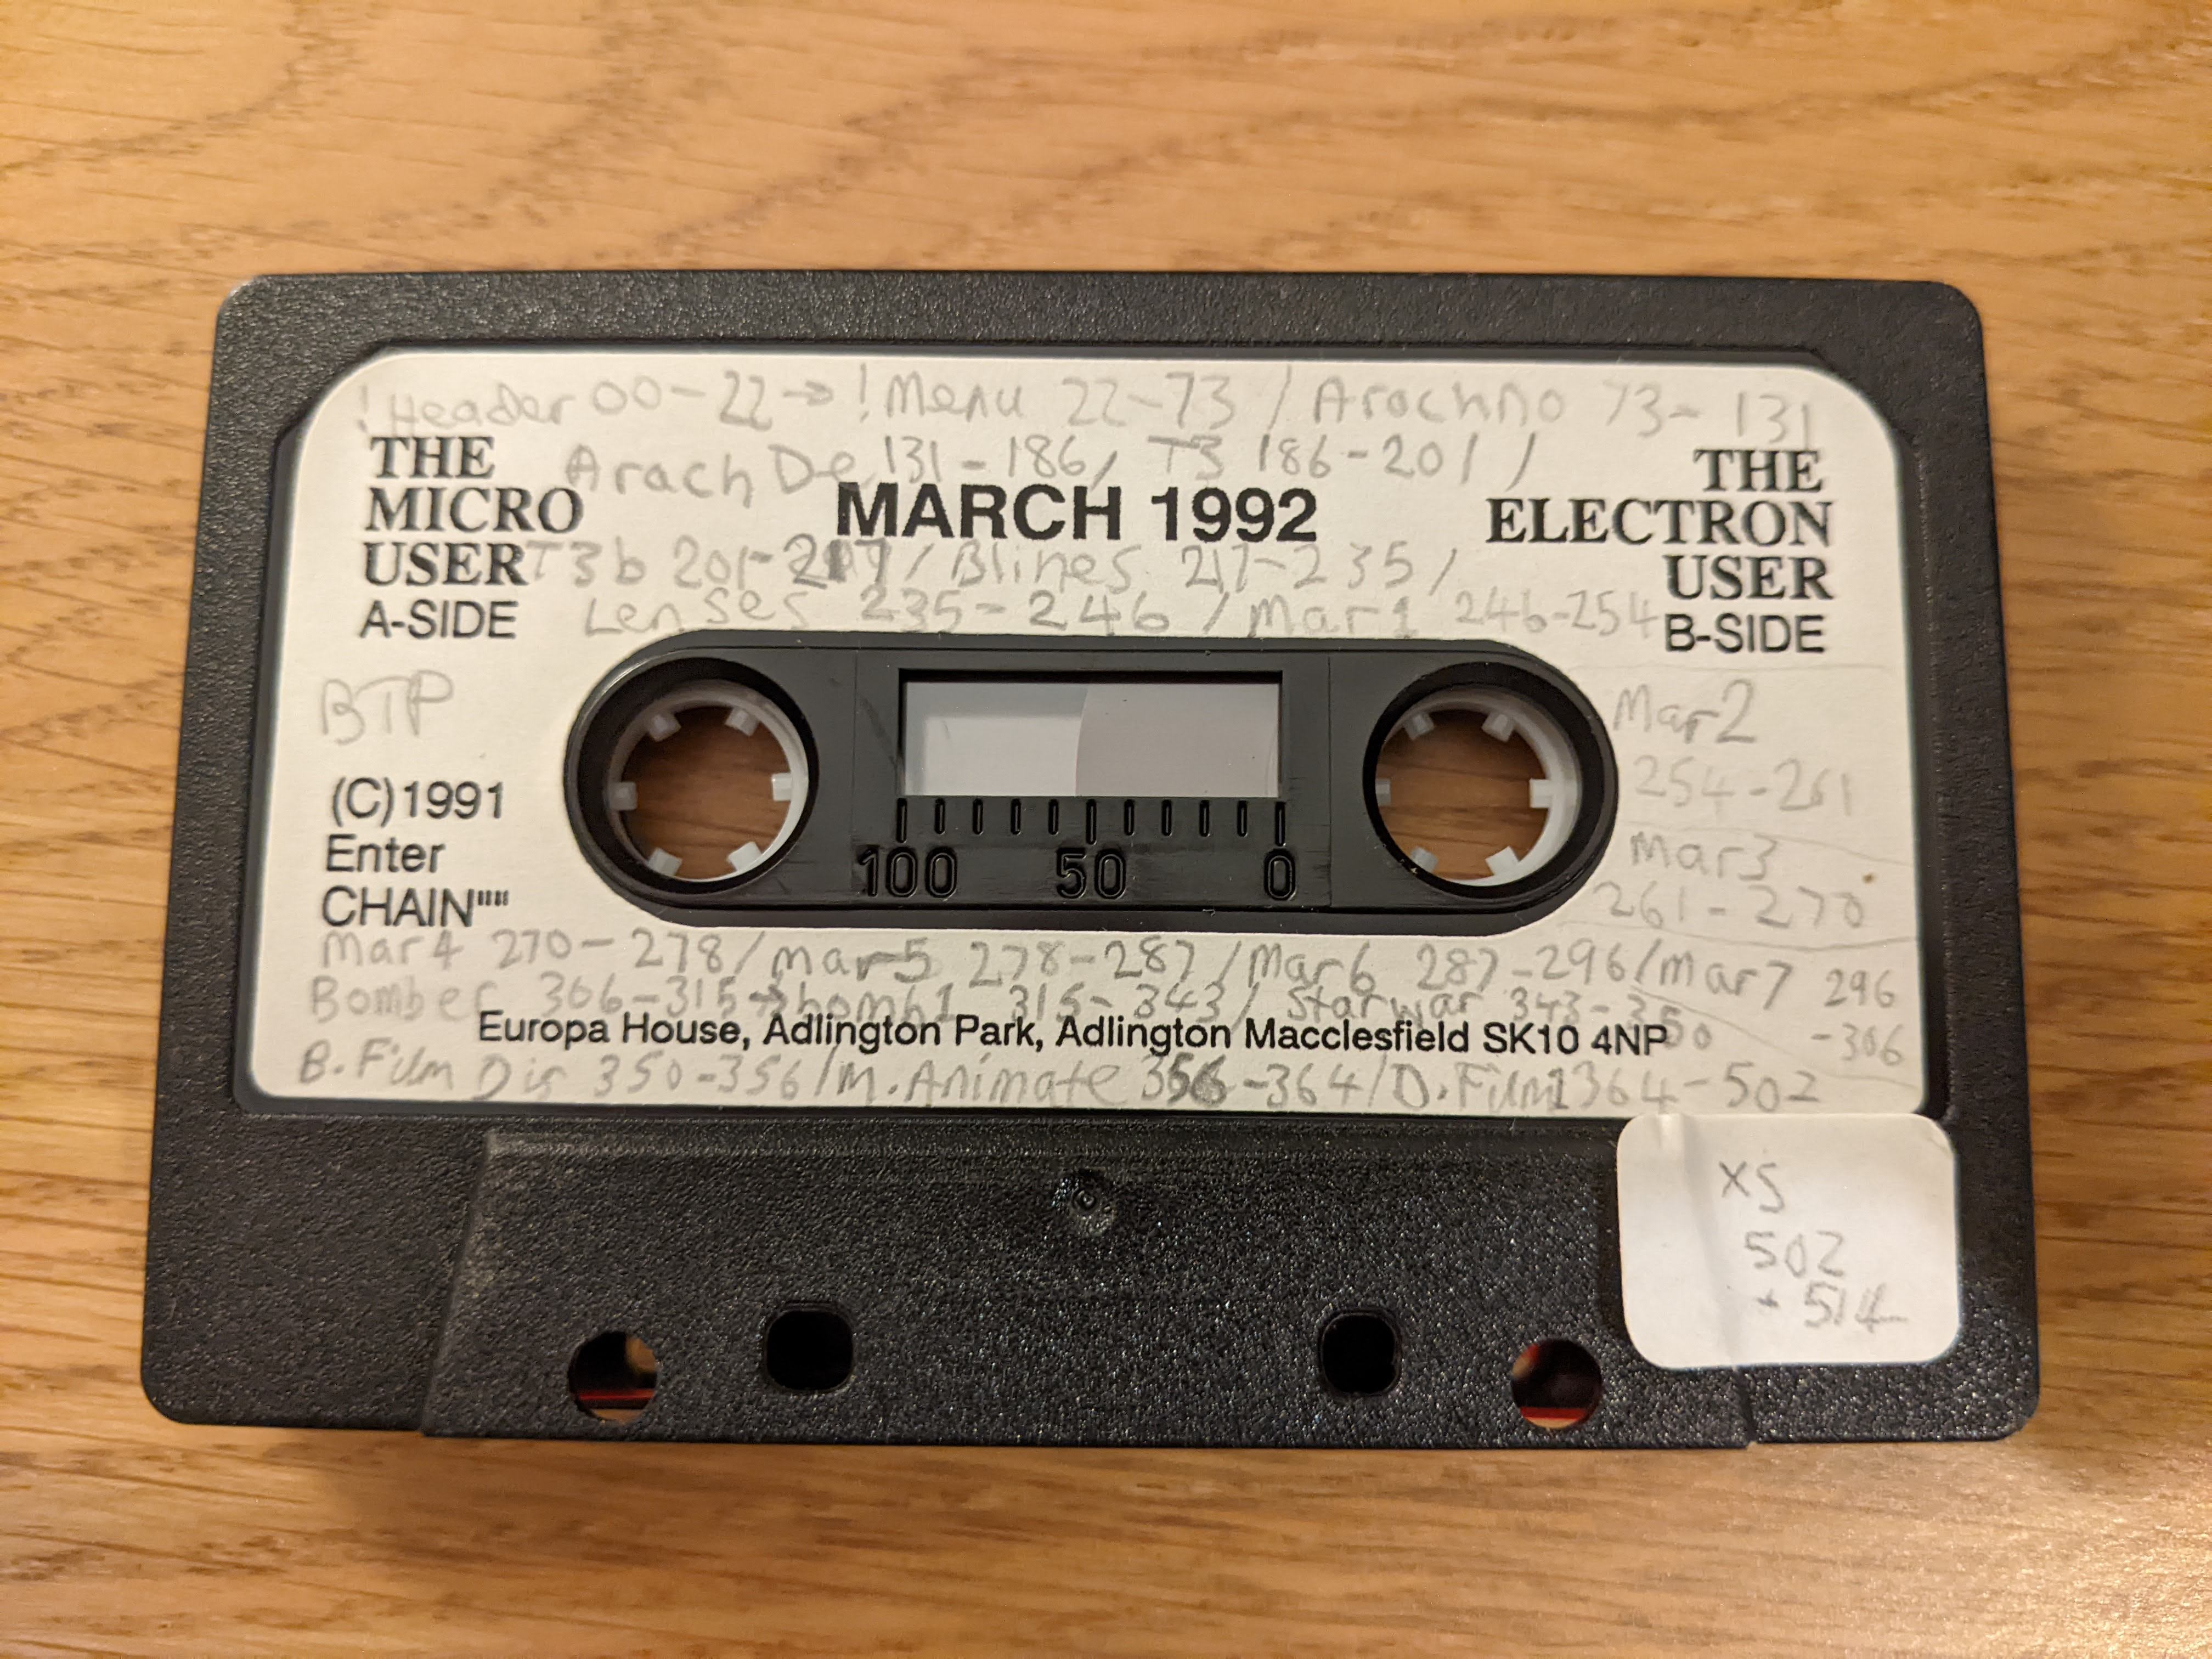 !Header 00-22→!Menu 22-73/Arachno 73-131
THE MICRO USER
A-SIDE
Arach De 131-186/ T3 186-201/
MARCH 1992
THE ELECTRON USER
B-SIDE
T3b 201-217/Blines 217-235/
Lenses 235-246/Mar1 246-254
BTP
Mar2
254-261
(C)1991
Enter
CHAIN""
Mar3
261-270
100 50 0
Mar4 270-278/Mar5 278-287/Mar6 287-296/Mar7 296
-306
Bomber 306-315→bomb1 315-343/Starwar 343-350
Europa House, Adlington Park, Adlington Macclesfield SK10 4NP
B.Film Dir 350-356/M.Animate 356-364/D.Film1 364-502
XS
502
- 514